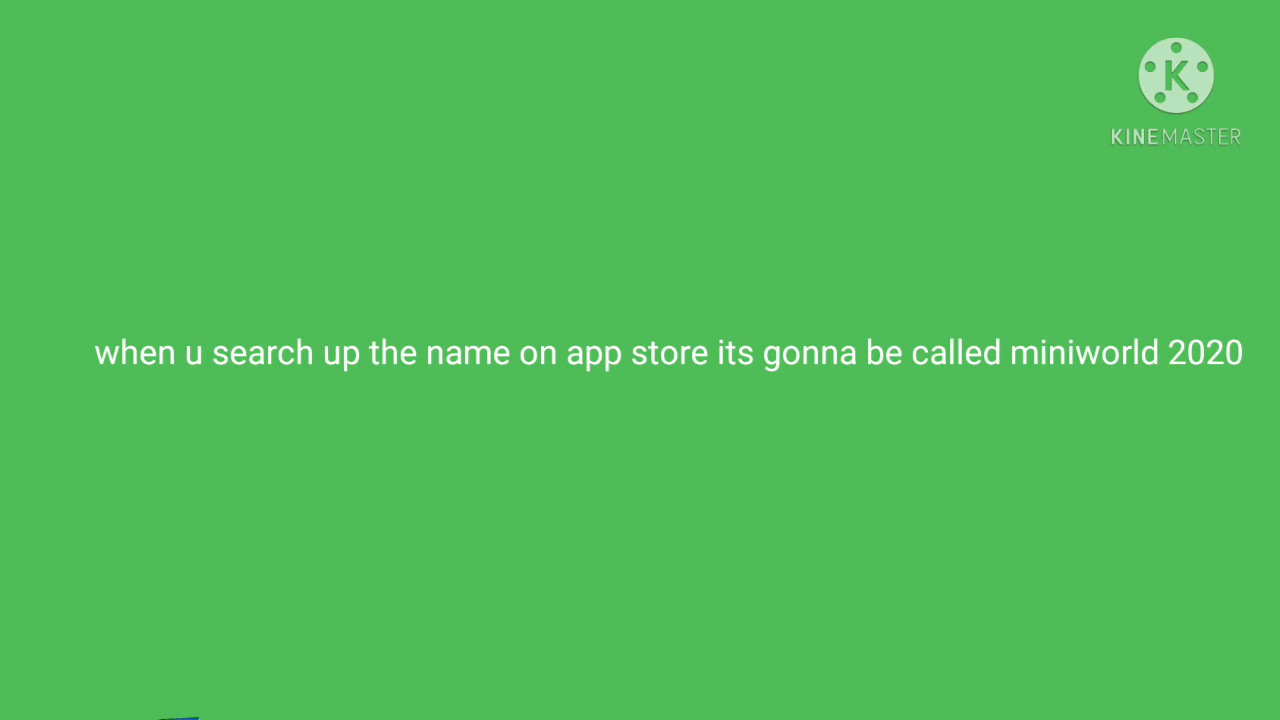 K
KINEMASTER
when u search up the name on app store its gonna be called miniworld 2020